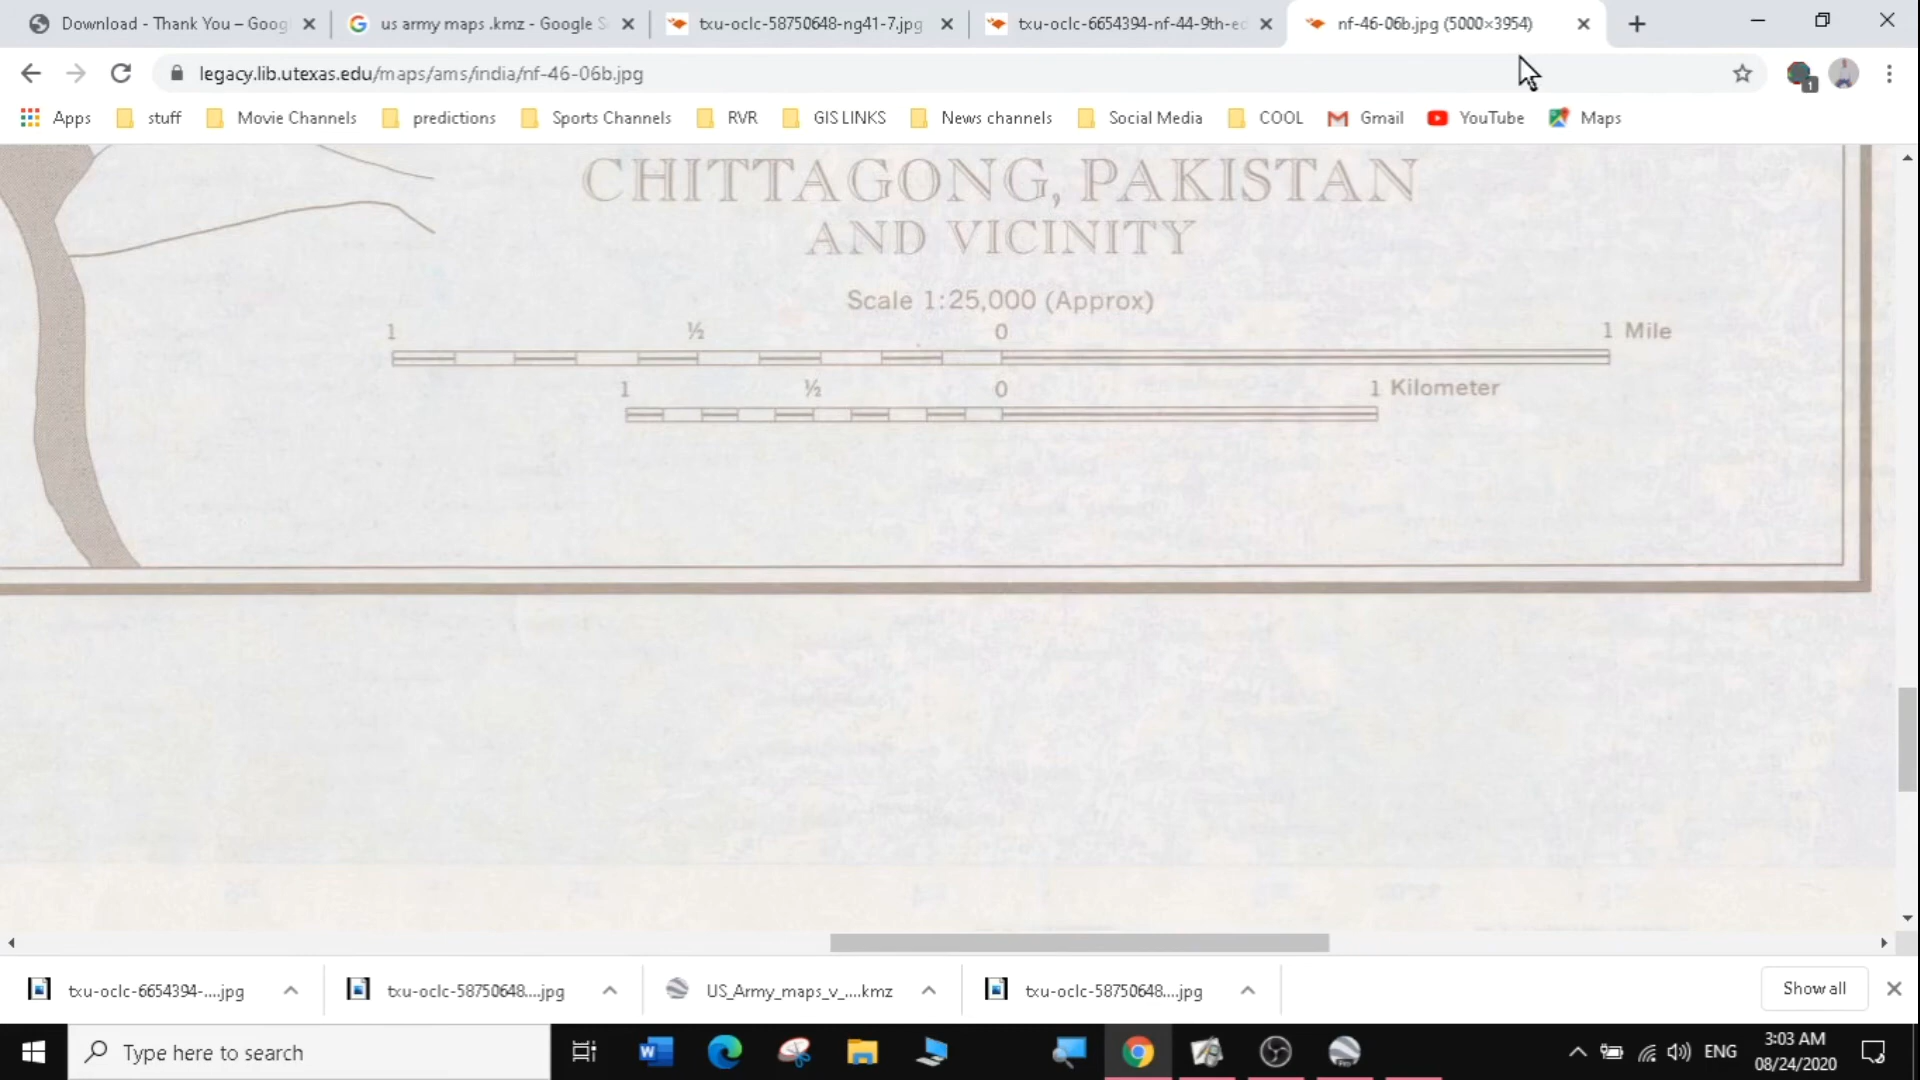 Download - Thank You – Goog
us army maps .kmz - Google S
txu-oclc-58750648-ng41-7.jpg
txu-oclc-6654394-nf-44-9th-ed
nf-46-06b.jpg (5000×3954)
legacy.lib.utexas.edu/maps/ams/india/nf-46-06b.jpg
1
Apps
stuff
Movie Channels
predictions
Sports Channels
RVR
GIS LINKS
News channels
Social Media
COOL
Gmail
YouTube
Maps
CHITTAGONG, PAKISTAN
AND VICINITY
Scale 1:25,000 (Approx)
1 ½ 0 1 Mile
1 ½ 0 1 Kilometer
txu-oclc-6654394-....jpg
txu-oclc-58750648....jpg
US_Army_maps_v_....kmz
txu-oclc-58750648....jpg
Show all
Type here to search
ENG
3:03 AM
08/24/2020